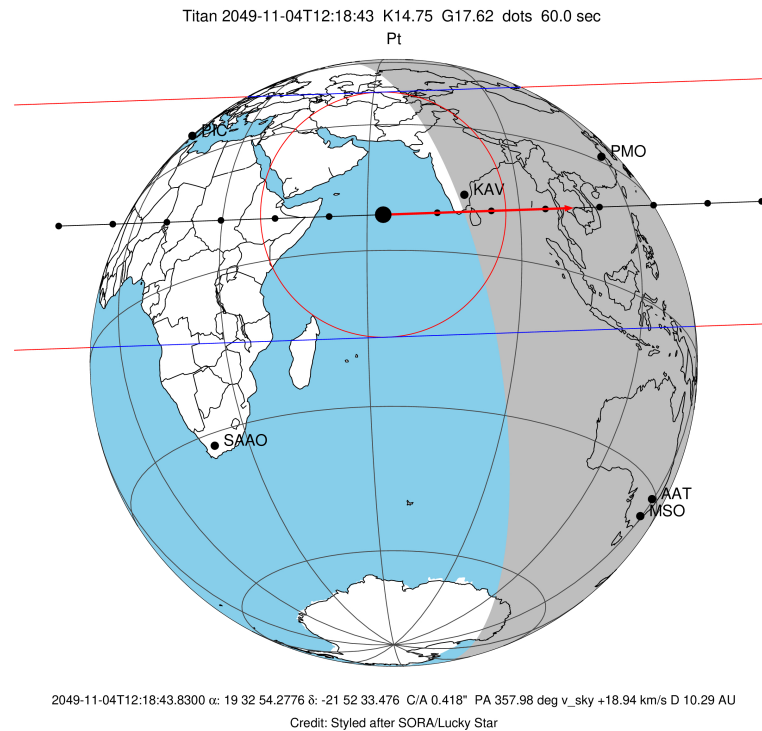 Titan 2049-11-04T12:18:43 K14.75 G17.62 dots 60.0 sec
Pt
PIC
PMO
KAV
SAAO
AAT
MSO
2049-11-04T12:18:43.8300 α: 19 32 54.2776 δ: -21 52 33.476 C/A 0.418" PA 357.98 deg v_sky +18.94 km/s D 10.29 AU
Credit: Styled after SORA/Lucky Star